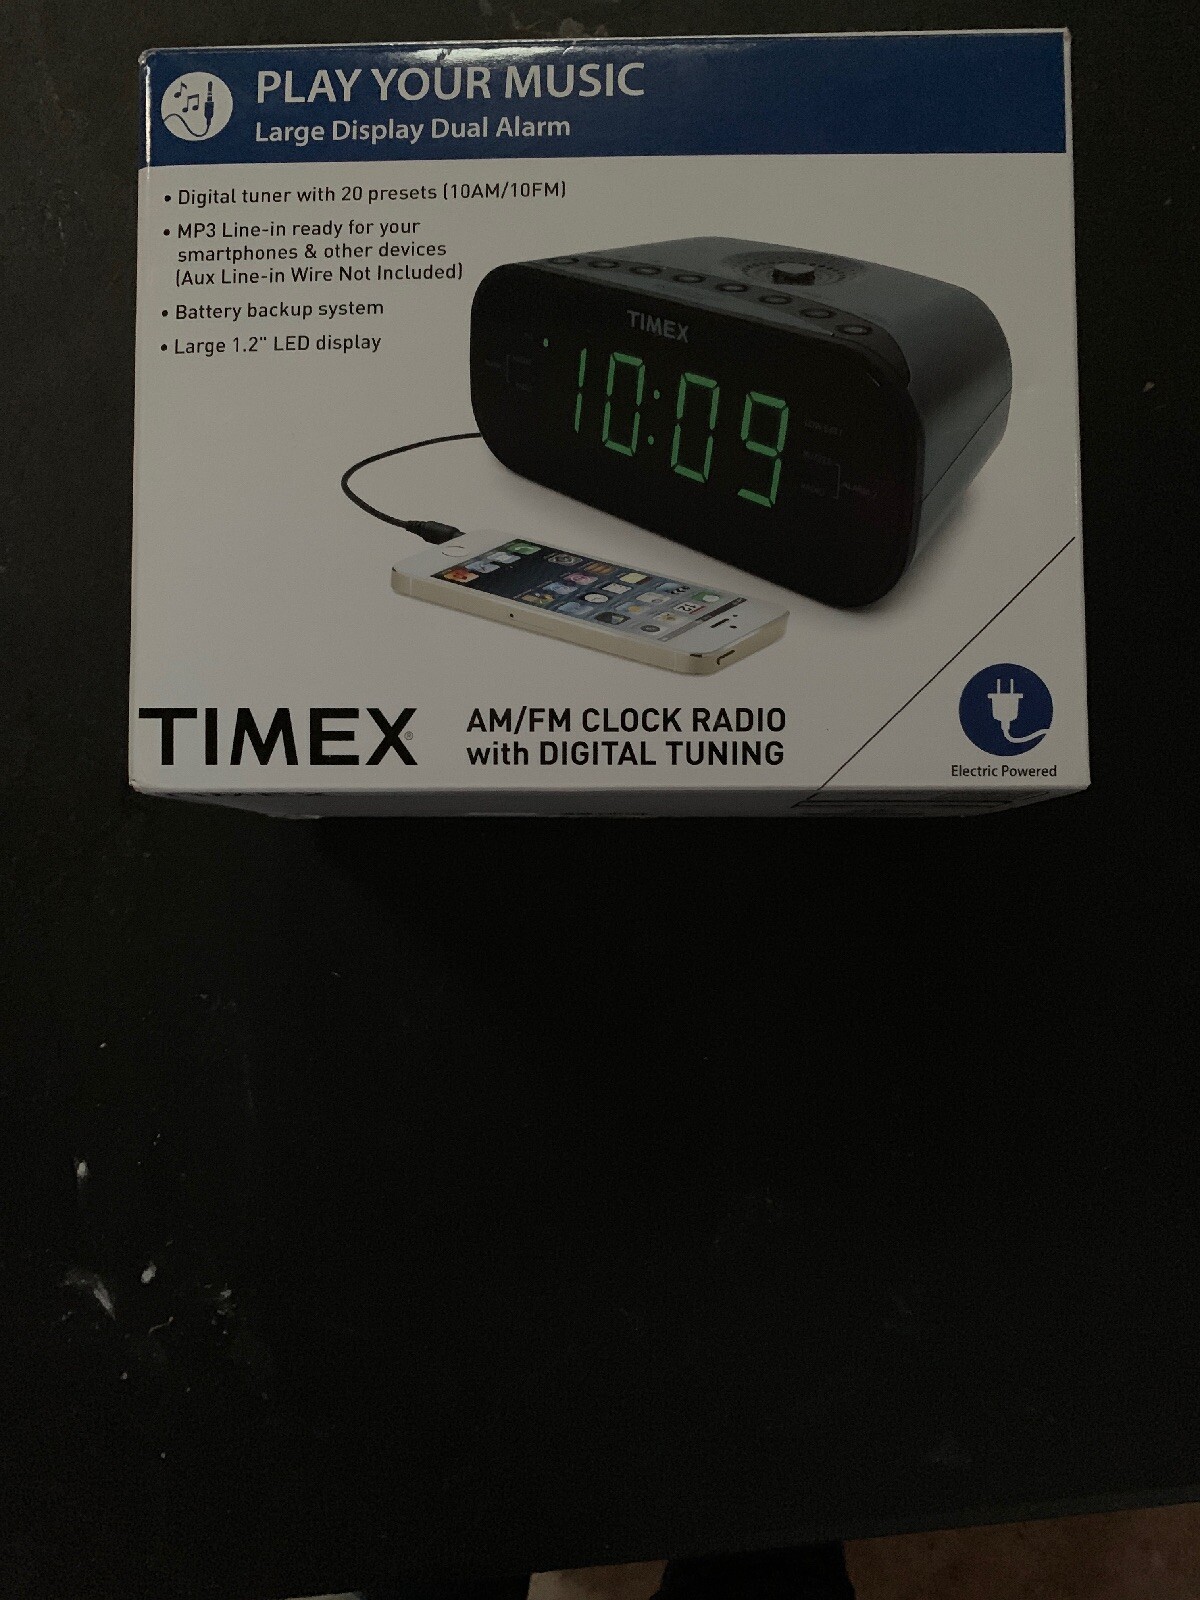 PLAY YOUR MUSIC
Large Display Dual Alarm
• Digital tuner with 20 presets (10AM/10FM)
• MP3 Line-in ready for your
smartphones & other devices
(Aux Line-in Wire Not Included)
• Battery backup system
• Large 1.2" LED display
TIMEX
10:09
TIMEX®
AM/FM CLOCK RADIO
with DIGITAL TUNING
Electric Powered